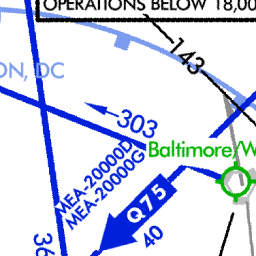 OPERATIONS BELOW 18,00
143
ON, DC
303
Baltimore/W
MEA-20000D
MEA-20000G
Q75
40
36